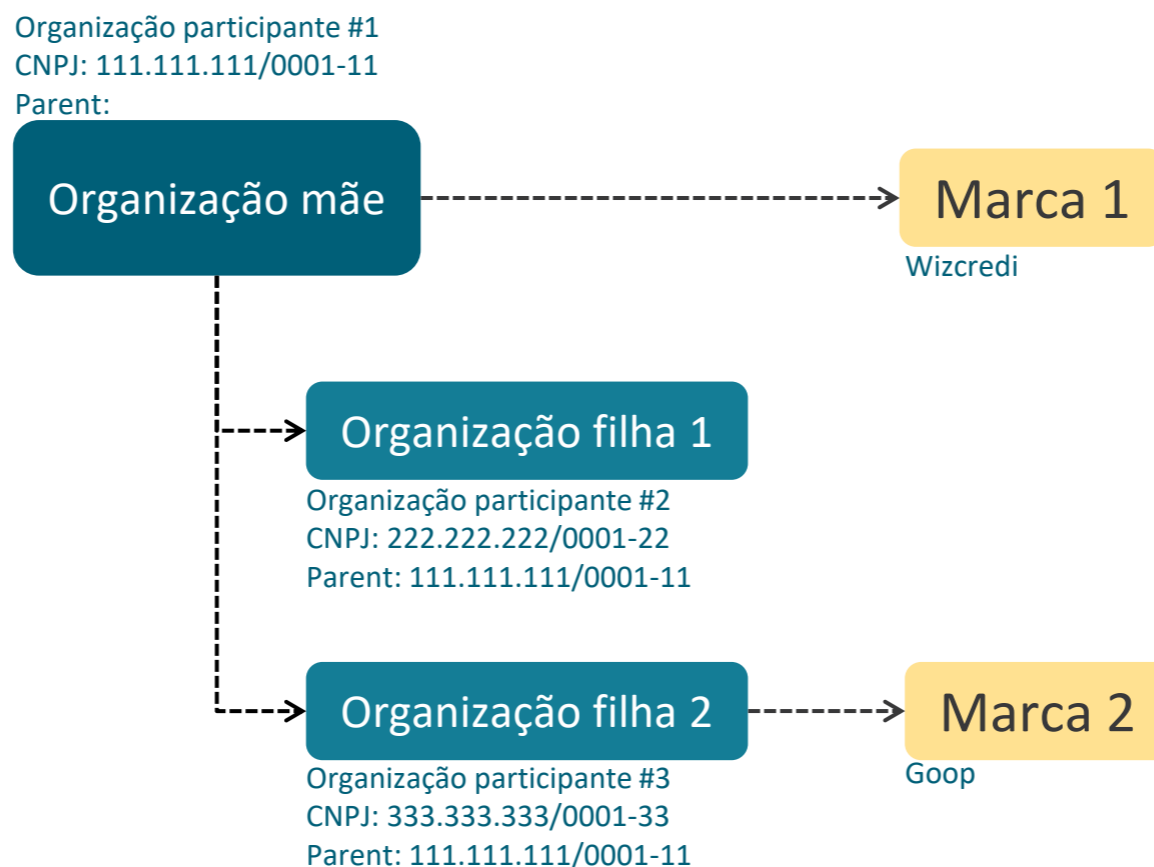 Organização participante #1
CNPJ: 111.111.111/0001-11
Parent:
Organização mãe
Marca 1
Wizcredi
Organização filha 1
Organização participante #2
CNPJ: 222.222.222/0001-22
Parent: 111.111.111/0001-11
Organização filha 2
Marca 2
Goop
Organização participante #3
CNPJ: 333.333.333/0001-33
Parent: 111.111.111/0001-11